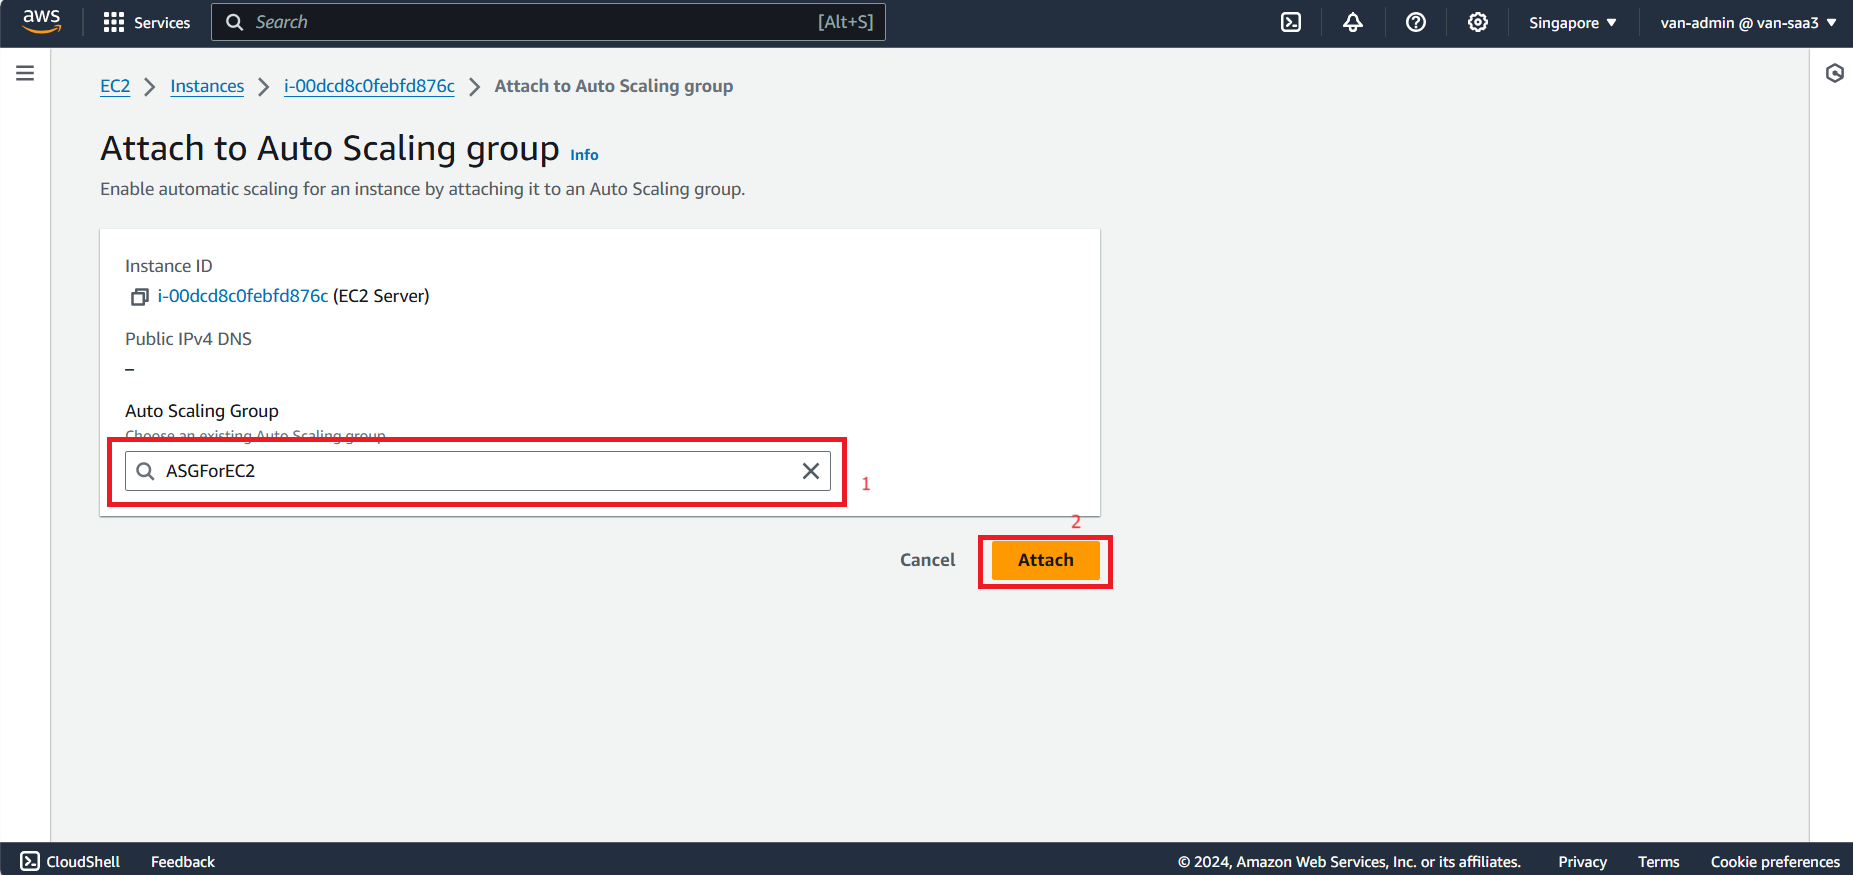 aws Services Search [Alt+S] Singapore ▼ van-admin @ van-saa3 ▼
EC2 > Instances > i-00dcd8c0febfd876c > Attach to Auto Scaling group
Attach to Auto Scaling group Info
Enable automatic scaling for an instance by attaching it to an Auto Scaling group.
Instance ID
i-00dcd8c0febfd876c (EC2 Server)
Public IPv4 DNS
–
Auto Scaling Group
Choose an existing Auto Scaling group
ASGForEC2
1
2
Cancel Attach
CloudShell Feedback © 2024, Amazon Web Services, Inc. or its affiliates. Privacy Terms Cookie preferences